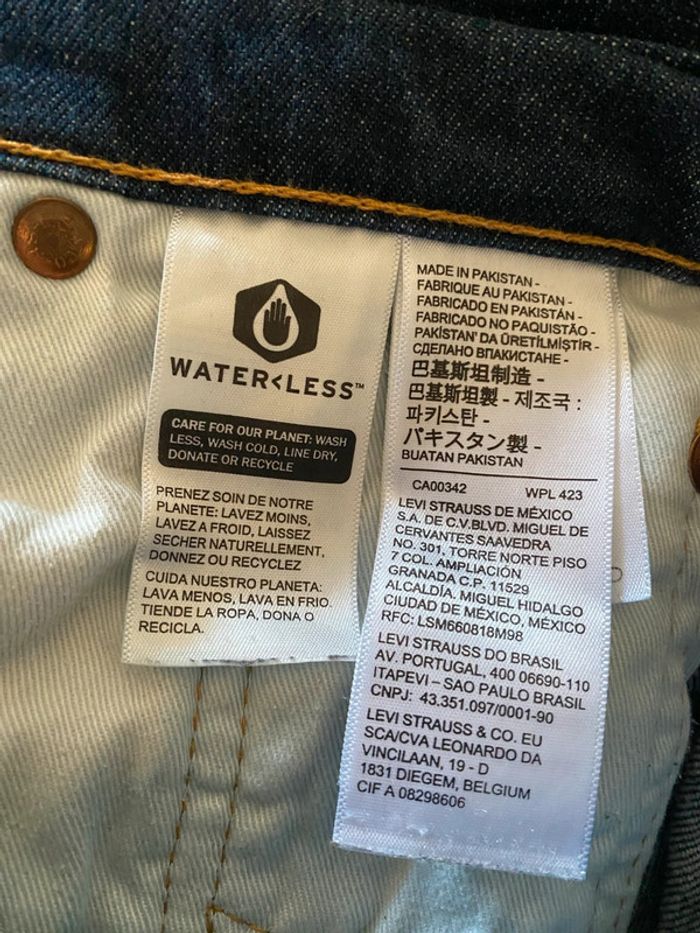 WATER<LESS™
CARE FOR OUR PLANET: WASH
LESS, WASH COLD, LINE DRY,
DONATE OR RECYCLE
PRENEZ SOIN DE NOTRE
PLANETE: LAVEZ MOINS,
LAVEZ A FROID, LAISSEZ
SECHER NATURELLEMENT,
DONNEZ OU RECYCLEZ
CUIDA NUESTRO PLANETA:
LAVA MENOS, LAVA EN FRIO.
TIENDE LA ROPA, DONA O
RECICLA.
MADE IN PAKISTAN -
FABRIQUE AU PAKISTAN -
FABRICADO EN PAKISTÁN -
FABRICADO NO PAQUISTÃO -
PAKİSTAN' DA ÜRETİLMİŞTİR -
СДЕЛАНО ВПАКИСТАНЕ -
巴基斯坦制造 -
巴基斯坦製 - 제조국 :
파키스탄 -
パキスタン製 -
BUATAN PAKISTAN
CA00342 WPL 423
LEVI STRAUSS DE MÉXICO
S.A. DE C.V.BLVD. MIGUEL DE
CERVANTES SAAVEDRA
NO. 301, TORRE NORTE PISO
7 COL. AMPLIACIÓN
GRANADA C.P. 11529
ALCALDÍA. MIGUEL HIDALGO
CIUDAD DE MÉXICO, MÉXICO
RFC: LSM660818M98
LEVI STRAUSS DO BRASIL
AV. PORTUGAL, 400 06690-110
ITAPEVI – SAO PAULO BRASIL
CNPJ: 43.351.097/0001-90
LEVI STRAUSS & CO. EU
SCA/CVA LEONARDO DA
VINCILAAN, 19 - D
1831 DIEGEM, BELGIUM
CIF A 08298606